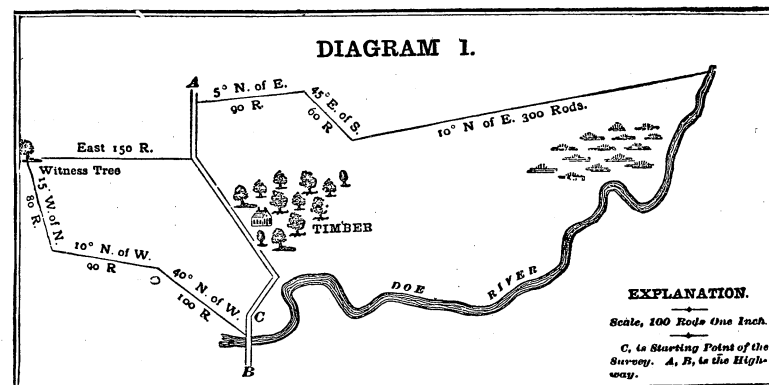 DIAGRAM 1.
A
5° N. of E.
90 R.
45° E. of S.
60 R.
10° N of E. 300 Rods.
East 150 R.
Witness Tree
15° W. of N.
80 R.
TIMBER
10° N. of W.
90 R
C
40° N. of W.
100 R.
C
B
DOE RIVER
EXPLANATION.
Scale, 100 Rods One Inch.
C, is Starting Point of the
Survey. A, B, is the High-
way.